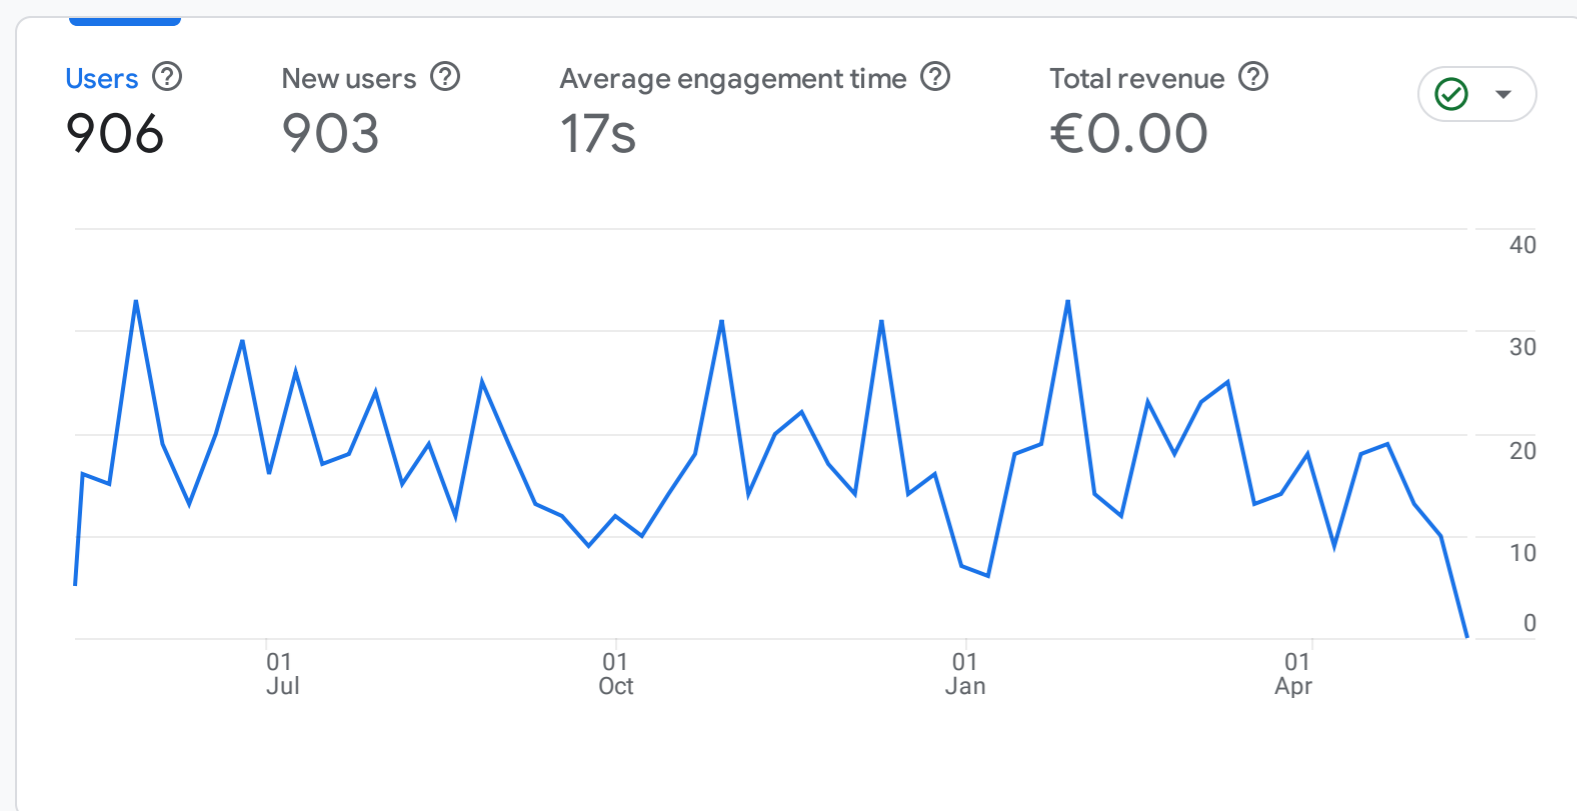 Users
906
New users
903
Average engagement time
17s
Total revenue
€0.00
40
30
20
10
0
01
Jul
01
Oct
01
Jan
01
Apr